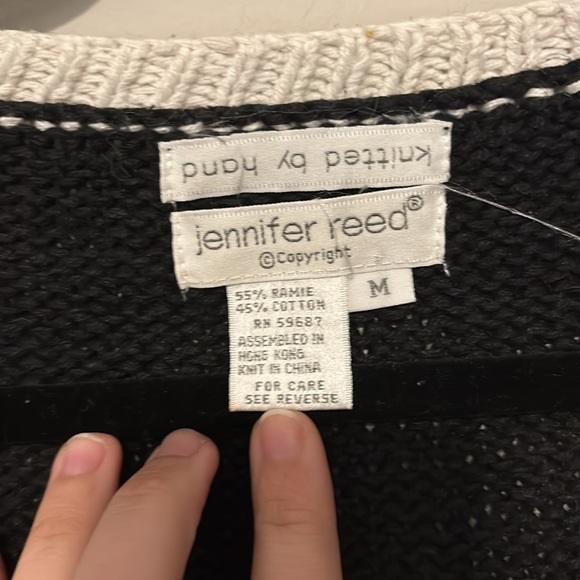 knitted by hand
jennifer reed®
©Copyright
M
55% RAMIE
45% COTTON
RN 59687
ASSEMBLED IN
HONG KONG
KNIT IN CHINA
FOR CARE
SEE REVERSE